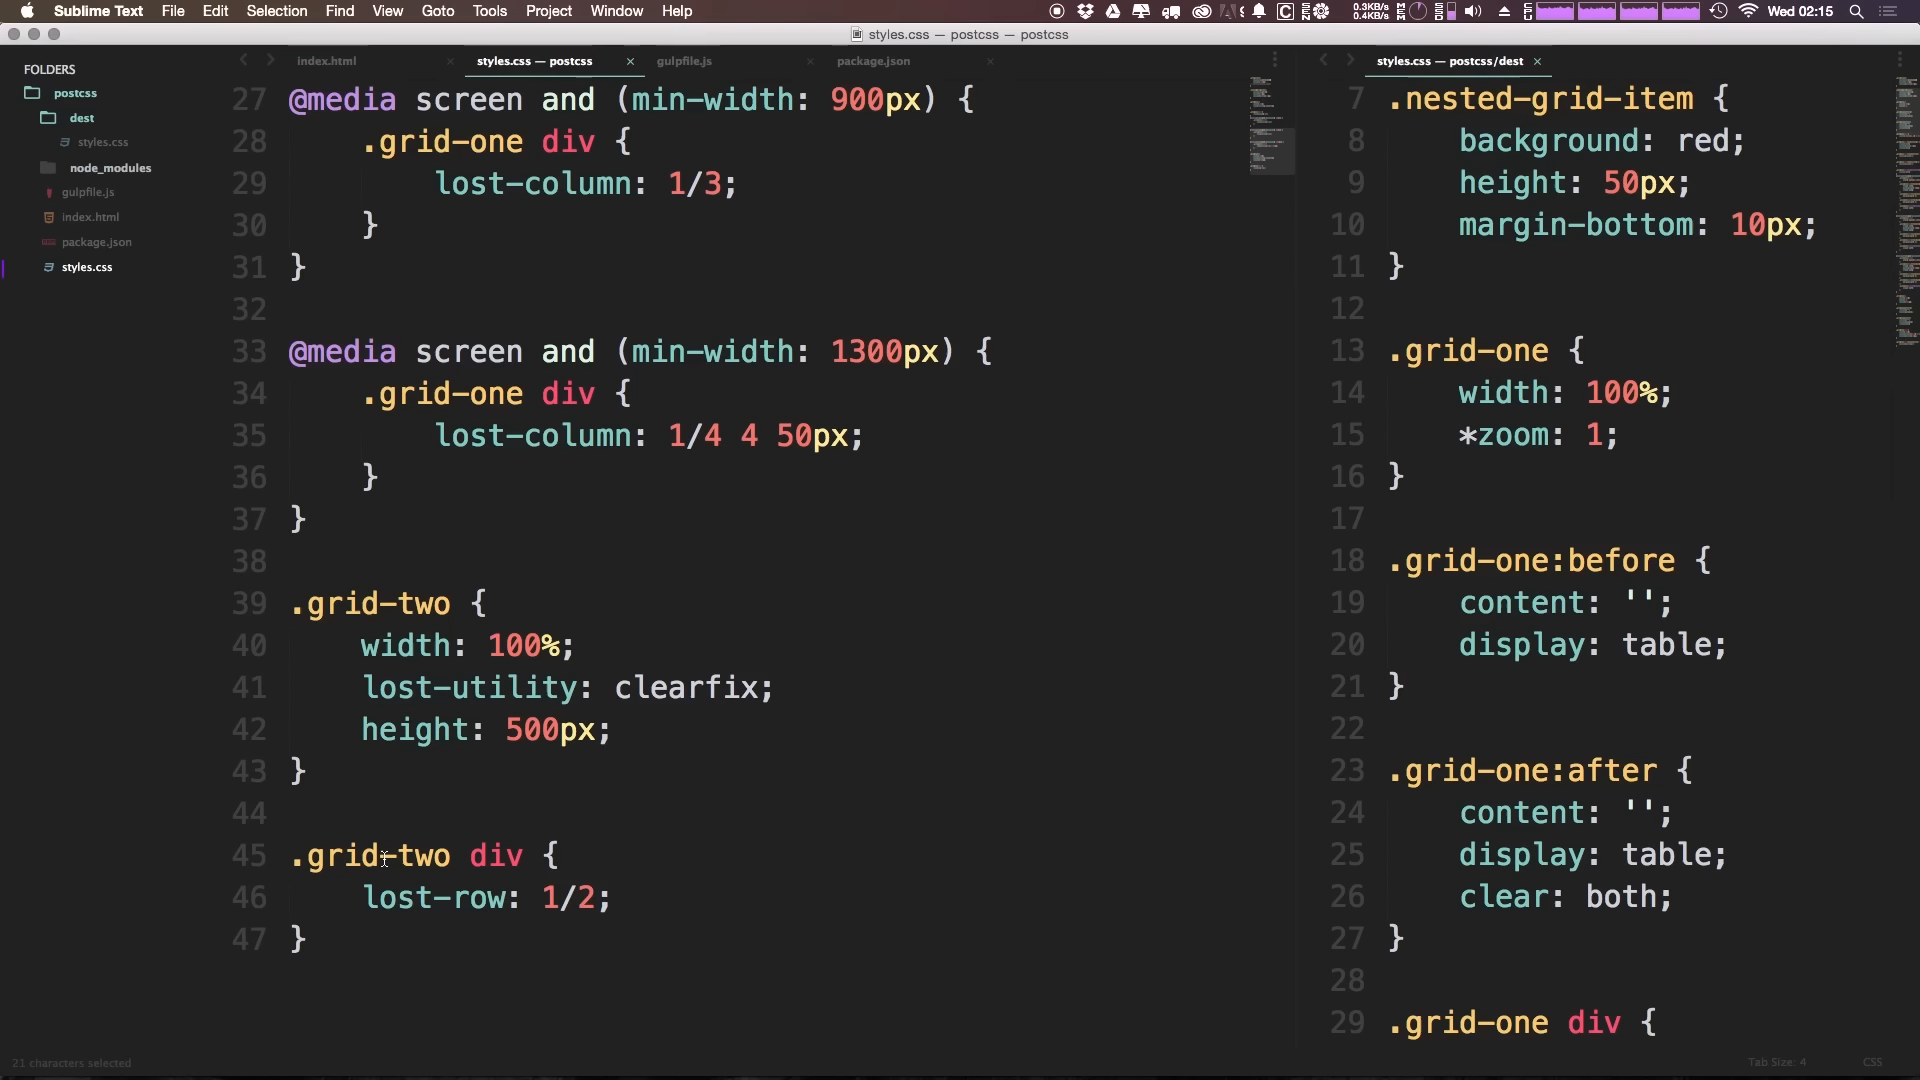 Sublime Text File Edit Selection Find View Goto Tools Project Window Help 0.3KB/s 0.4KB/s Wed 02:15
styles.css — postcss — postcss
FOLDERS
postcss
dest
styles.css
node_modules
gulpfile.js
index.html
package.json
styles.css
index.html styles.css — postcss gulpfile.js package.json
27 @media screen and (min-width: 900px) {
28 .grid-one div {
29 lost-column: 1/3;
30 }
31 }
32
33 @media screen and (min-width: 1300px) {
34 .grid-one div {
35 lost-column: 1/4 4 50px;
36 }
37 }
38
39 .grid-two {
40 width: 100%;
41 lost-utility: clearfix;
42 height: 500px;
43 }
44
45 .grid-two div {
46 lost-row: 1/2;
47 }
styles.css — postcss/dest
7 .nested-grid-item {
8 background: red;
9 height: 50px;
10 margin-bottom: 10px;
11 }
12
13 .grid-one {
14 width: 100%;
15 *zoom: 1;
16 }
17
18 .grid-one:before {
19 content: '';
20 display: table;
21 }
22
23 .grid-one:after {
24 content: '';
25 display: table;
26 clear: both;
27 }
28
29 .grid-one div {
21 characters selected
Tab Size: 4 CSS